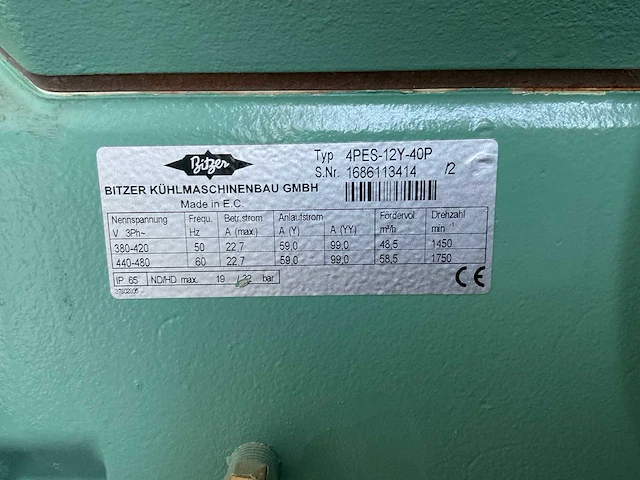 Bitzer
Typ 4PES-12Y-40P
S.Nr. 1686113414 /2
BITZER KÜHLMASCHINENBAU GMBH
Made in E.C.
Nennspannung Frequ. Betr.strom Anlaufstrom Fördervol. Drehzahl
V 3Ph~ Hz A (max.) A (Y) A (YY) m³/h min⁻¹
380-420 50 22,7 59,0 99,0 48,5 1450
440-480 60 22,7 59,0 99,0 58,5 1750
IP 65 ND/HD max. 19 bar
CE